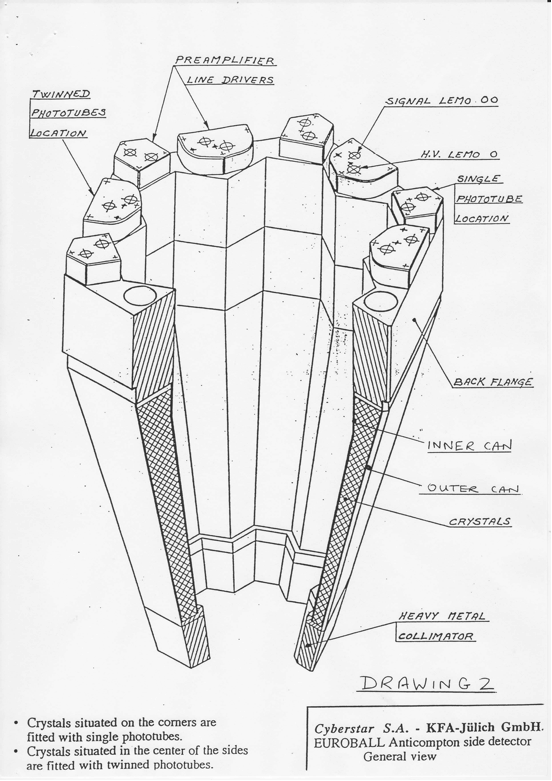 PREAMPLIFIER
LINE DRIVERS
TWINNED
PHOTOTUBES
LOCATION
SIGNAL LEMO OO
H.V. LEMO O
SINGLE
PHOTOTUBE
LOCATION
BACK FLANGE
INNER CAN
OUTER CAN
CRYSTALS
HEAVY METAL
COLLIMATOR
DRAWING 2
• Crystals situated on the corners are
fitted with single phototubes.
• Crystals situated in the center of the sides
are fitted with twinned phototubes.
Cyberstar S.A. - KFA-Jülich GmbH.
EUROBALL Anticompton side detector
General view